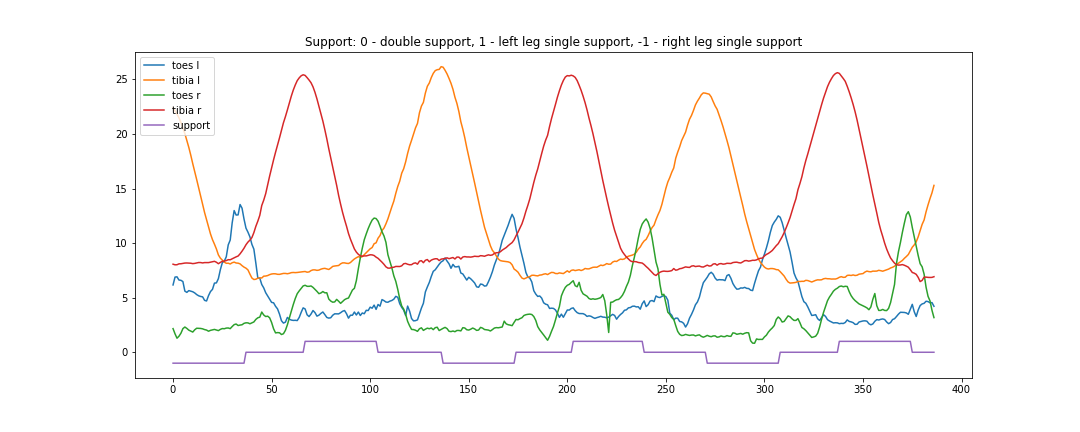 Support: 0 - double support, 1 - left leg single support, -1 - right leg single support
toes l
tibia l
toes r
tibia r
support
25
20
15
10
5
0
0 50 100 150 200 250 300 350 400